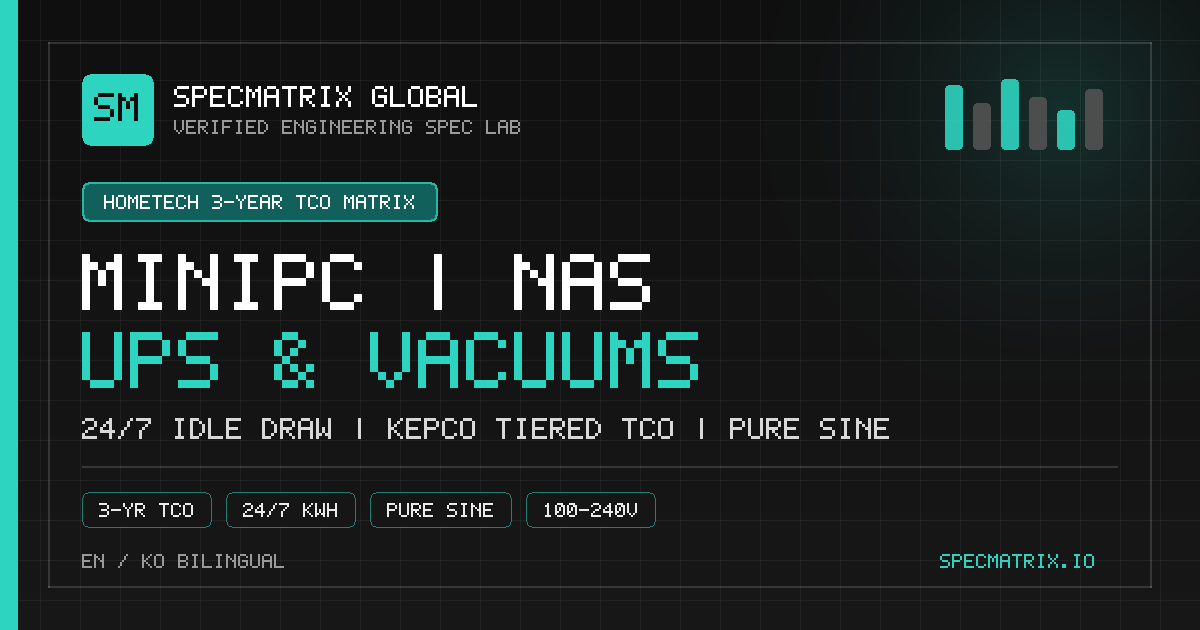 SM
SPECMATRIX GLOBAL
VERIFIED ENGINEERING SPEC LAB
HOMETECH 3-YEAR TCO MATRIX
MINIPC | NAS
UPS & VACUUMS
24/7 IDLE DRAW | KEPCO TIERED TCO | PURE SINE
3-YR TCO 24/7 KWH PURE SINE 100-240V
EN / KO BILINGUAL SPECMATRIX.IO